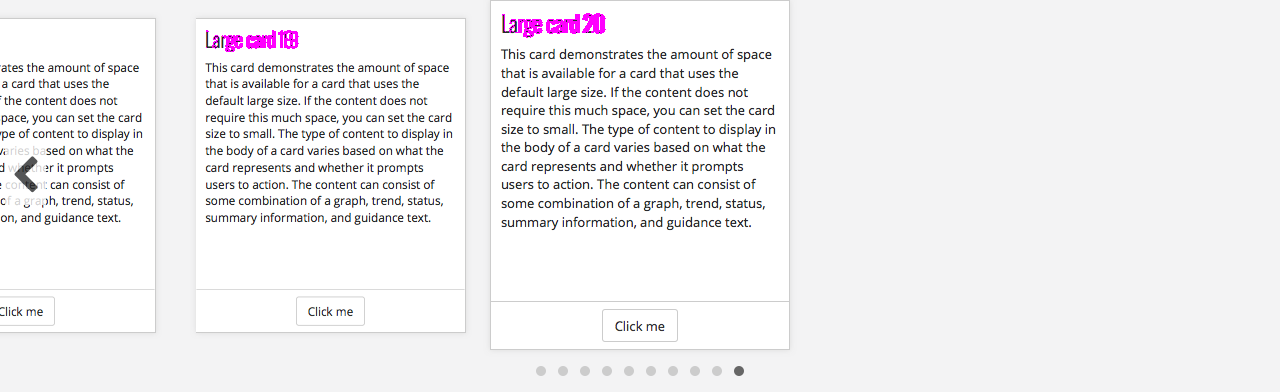 ates the amount of space
a card that uses the
the content does not
pace, you can set the card
ype of content to display in
varies based on what the
whether it prompts
content can consist of
of a graph, trend, status,
on, and guidance text.
Click me
Large card
This card demonstrates the amount of space
that is available for a card that uses the
default large size. If the content does not
require this much space, you can set the card
size to small. The type of content to display in
the body of a card varies based on what the
card represents and whether it prompts
users to action. The content can consist of
some combination of a graph, trend, status,
summary information, and guidance text.
Click me
Large card 20
This card demonstrates the amount of space
that is available for a card that uses the
default large size. If the content does not
require this much space, you can set the card
size to small. The type of content to display in
the body of a card varies based on what the
card represents and whether it prompts
users to action. The content can consist of
some combination of a graph, trend, status,
summary information, and guidance text.
Click me